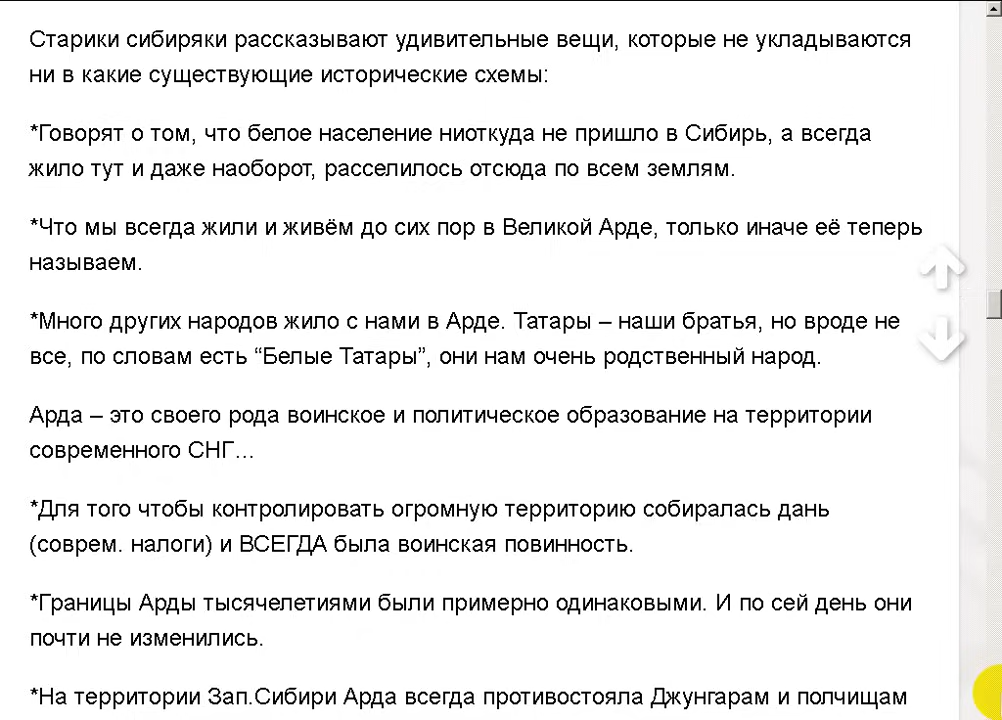 Старики сибиряки рассказывают удивительные вещи, которые не укладываются
ни в какие существующие исторические схемы:
*Говорят о том, что белое население ниоткуда не пришло в Сибирь, а всегда
жило тут и даже наоборот, расселилось отсюда по всем землям.
*Что мы всегда жили и живём до сих пор в Великой Арде, только иначе её теперь
называем.
*Много других народов жило с нами в Арде. Татары – наши братья, но вроде не
все, по словам есть “Белые Татары”, они нам очень родственный народ.
Арда – это своего рода воинское и политическое образование на территории
современного СНГ…
*Для того чтобы контролировать огромную территорию собиралась дань
(соврем. налоги) и ВСЕГДА была воинская повинность.
*Границы Арды тысячелетиями были примерно одинаковыми. И по сей день они
почти не изменились.
*На территории Зап.Сибири Арда всегда противостояла Джунгарам и полчищам